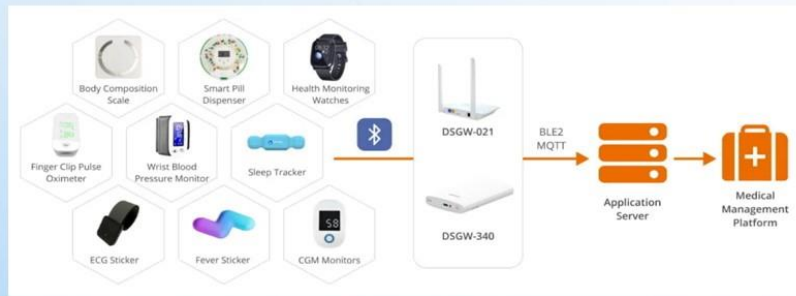 Body Composition
Scale
Smart Pill
Dispenser
Health Monitoring
Watches
Finger Clip Pulse
Oximeter
Wrist Blood
Pressure Monitor
Sleep Tracker
ECG Sticker
Fever Sticker
58
CGM Monitors
DSGW-021
DSGW-340
BLE2
MQTT
Application
Server
Medical
Management
Platform